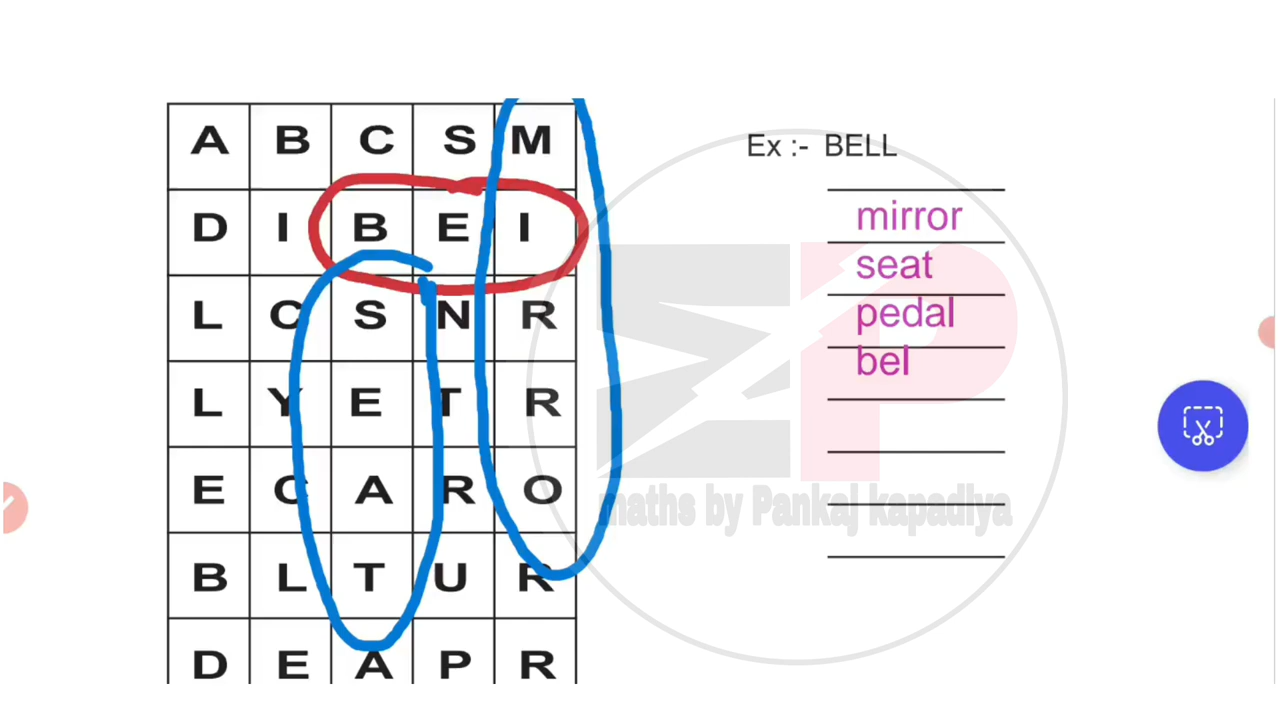 A B C S M
D I B E I
L C S N R
L Y E T R
E C A R O
B L T U R
D E A P R
Ex :- BELL
mirror
seat
pedal
bel
maths by Pankaj kapadiya